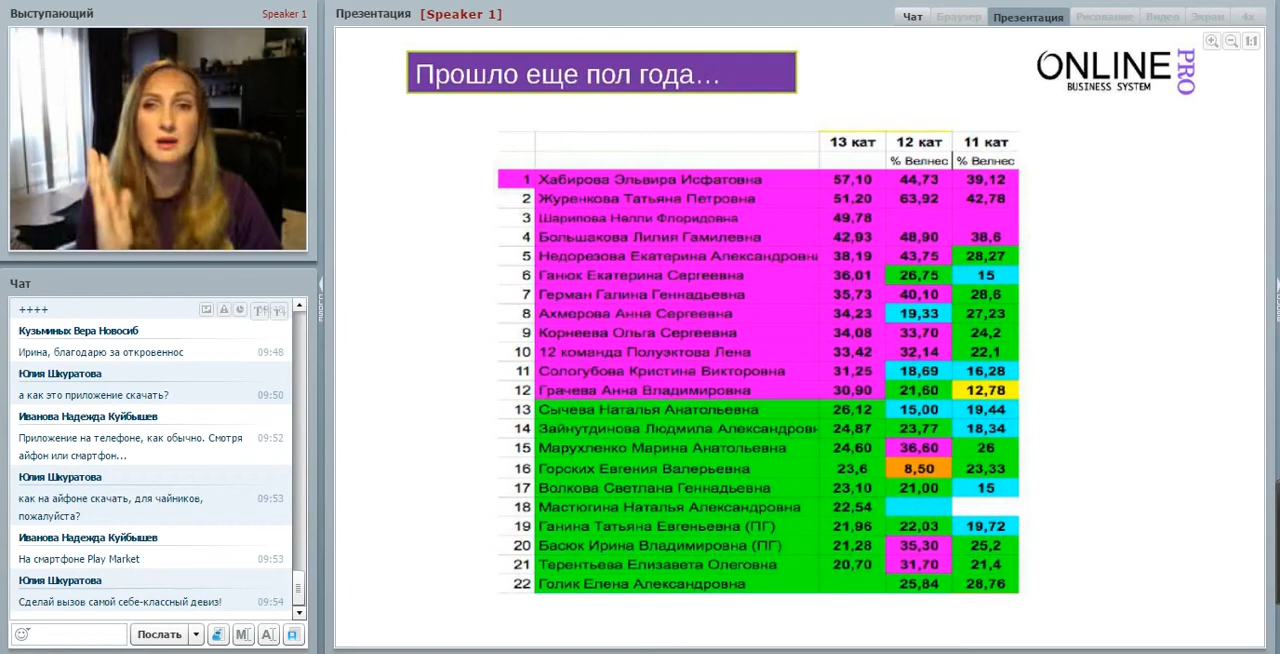 Выступающий
Speaker 1
Чат
++++
Кузьминых Вера Новосиб
Ирина, благодарю за откровеннос 09:48
Юлия Шкуратова
а как это приложение скачать? 09:50
Иванова Надежда Куйбышев
Приложение на телефоне, как обычно. Смотря 09:52
айфон или смартфон...
Юлия Шкуратова
как на айфоне скачать, для чайников, 09:53
пожалуйста?
Иванова Надежда Куйбышев
На смартфоне Play Market 09:53
Юлия Шкуратова
Сделай вызов самой себе-классный девиз! 09:54
Послать
Презентация [Speaker 1]
Чат Браузер Презентация Рисование Видео Экран 4x
1:1
Прошло еще пол года...
ONLINE PRO
BUSINESS SYSTEM
13 кат 12 кат 11 кат
% Велнес % Велнес
1 Хабирова Эльвира Исфатовна 57,10 44,73 39,12
2 Журенкова Татьяна Петровна 51,20 63,92 42,78
3 Шарипова Нелли Флоридовна 49,78
4 Большакова Лилия Гамилевна 42,93 48,90 38,6
5 Недорезова Екатерина Александровн 38,19 43,75 28,27
6 Ганюк Екатерина Сергеевна 36,01 26,75 15
7 Герман Галина Геннадьевна 35,73 40,10 28,6
8 Ахмерова Анна Сергеевна 34,23 19,33 27,23
9 Корнеева Ольга Сергеевна 34,08 33,70 24,2
10 12 команда Полуэктова Лена 33,42 32,14 22,1
11 Сологубова Кристина Викторовна 31,25 18,69 16,28
12 Грачева Анна Владимировна 30,90 21,60 12,78
13 Сычева Наталья Анатольевна 26,12 15,00 19,44
14 Зайнутдинова Людмила Александровн 24,87 23,77 18,34
15 Марухленко Марина Анатольевна 24,60 36,60 26
16 Горских Евгения Валерьевна 23,6 8,50 23,33
17 Волкова Светлана Геннадьевна 23,10 21,00 15
18 Мастюгина Наталья Александровна 22,54
19 Ганина Татьяна Евгеньевна (ПГ) 21,96 22,03 19,72
20 Басюк Ирина Владимировна (ПГ) 21,28 35,30 25,2
21 Терентьева Елизавета Олеговна 20,70 31,70 21,4
22 Голик Елена Александровна 25,84 28,76